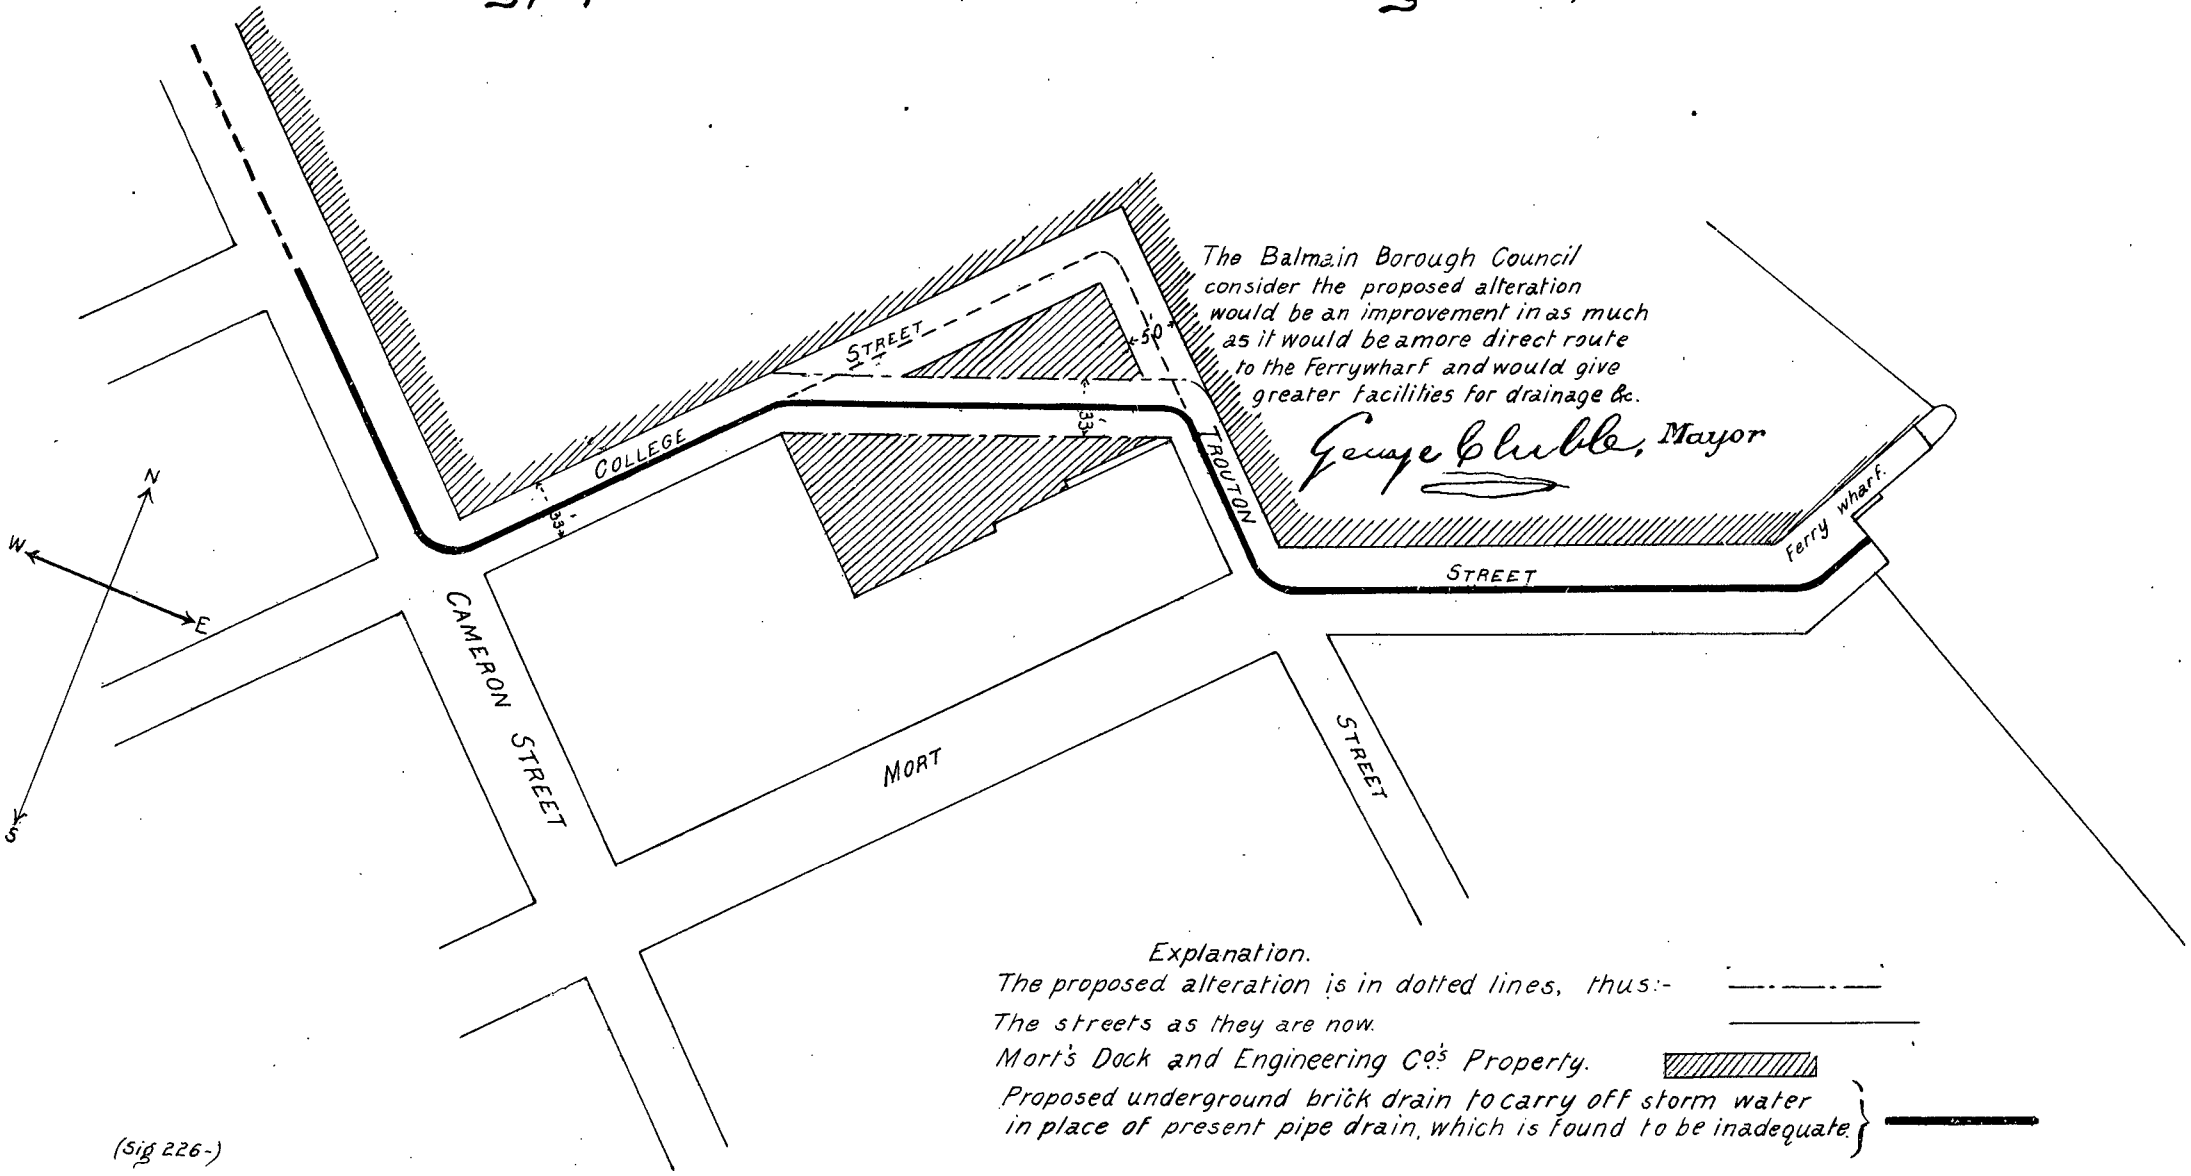 The Balmain Borough Council
consider the proposed alteration
would be an improvement in as much
as it would be amore direct route
to the Ferrywharf and would give
greater facilities for drainage &c.
George Clubb, Mayor
STREET
50'
33'
COLLEGE
33'
TROUTON
N
W
E
S
STREET
Ferry wharf.
CAMERON STREET
MORT
STREET
Explanation.
The proposed alteration is in dotted lines, thus:-
The streets as they are now.
Mort's Dock and Engineering Co's Property.
Proposed underground brick drain to carry off storm water
in place of present pipe drain, which is found to be inadequate.
(Sig 226-)